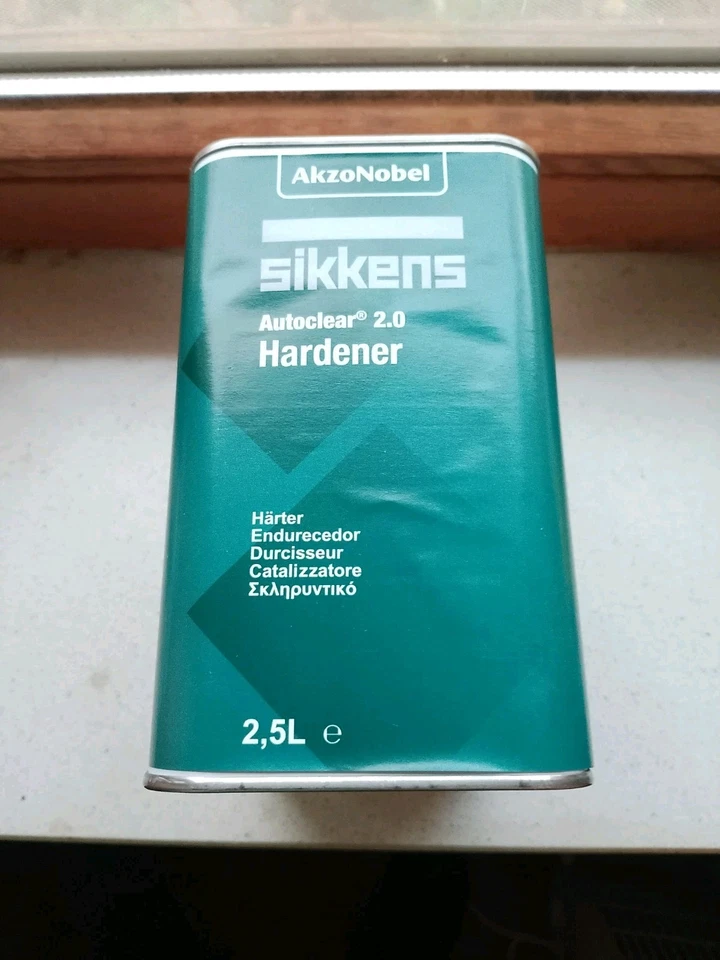 AkzoNobel
sikkens
Autoclear® 2.0
Hardener
Härter
Endurecedor
Durcisseur
Catalizzatore
Σκληρυντικό
2,5L ℮